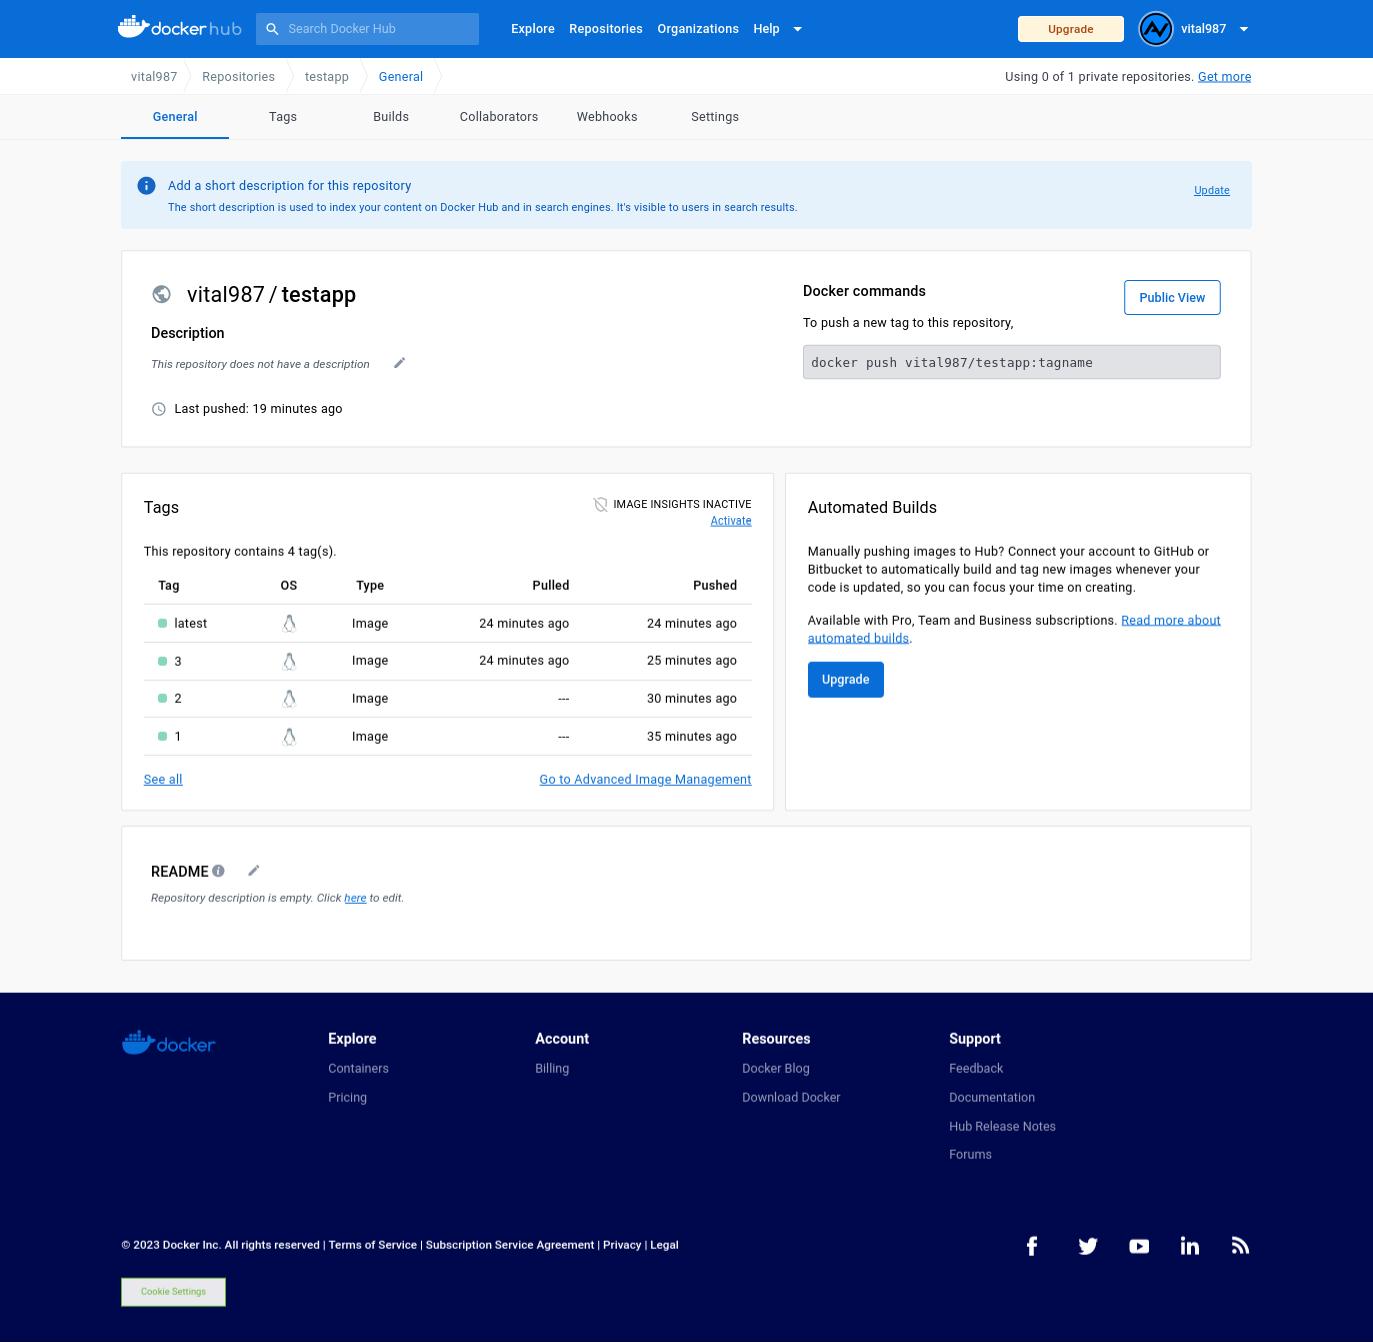 docker hub
Search Docker Hub
Explore Repositories Organizations Help
Upgrade
vital987
vital987 Repositories testapp General
Using 0 of 1 private repositories. Get more
General Tags Builds Collaborators Webhooks Settings
Add a short description for this repository
Update
The short description is used to index your content on Docker Hub and in search engines. It's visible to users in search results.
vital987 / testapp
Description
This repository does not have a description
Last pushed: 19 minutes ago
Docker commands
Public View
To push a new tag to this repository,
docker push vital987/testapp:tagname
Tags
IMAGE INSIGHTS INACTIVE
Activate
This repository contains 4 tag(s).
Tag OS Type Pulled Pushed
latest Image 24 minutes ago 24 minutes ago
3 Image 24 minutes ago 25 minutes ago
2 Image --- 30 minutes ago
1 Image --- 35 minutes ago
See all
Go to Advanced Image Management
Automated Builds
Manually pushing images to Hub? Connect your account to GitHub or
Bitbucket to automatically build and tag new images whenever your
code is updated, so you can focus your time on creating.
Available with Pro, Team and Business subscriptions. Read more about
automated builds.
Upgrade
README
Repository description is empty. Click here to edit.
docker
Explore
Containers
Pricing
Account
Billing
Resources
Docker Blog
Download Docker
Support
Feedback
Documentation
Hub Release Notes
Forums
© 2023 Docker Inc. All rights reserved | Terms of Service | Subscription Service Agreement | Privacy | Legal
Cookie Settings